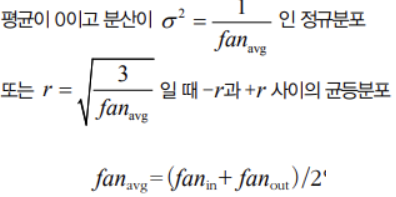 평균이 0이고 분산이 σ² = 1/fan_avg 인 정규분포
또는 r = √(3/fan_avg) 일 때 −r과 +r 사이의 균등분포
fan_avg = (fan_in + fan_out)/2